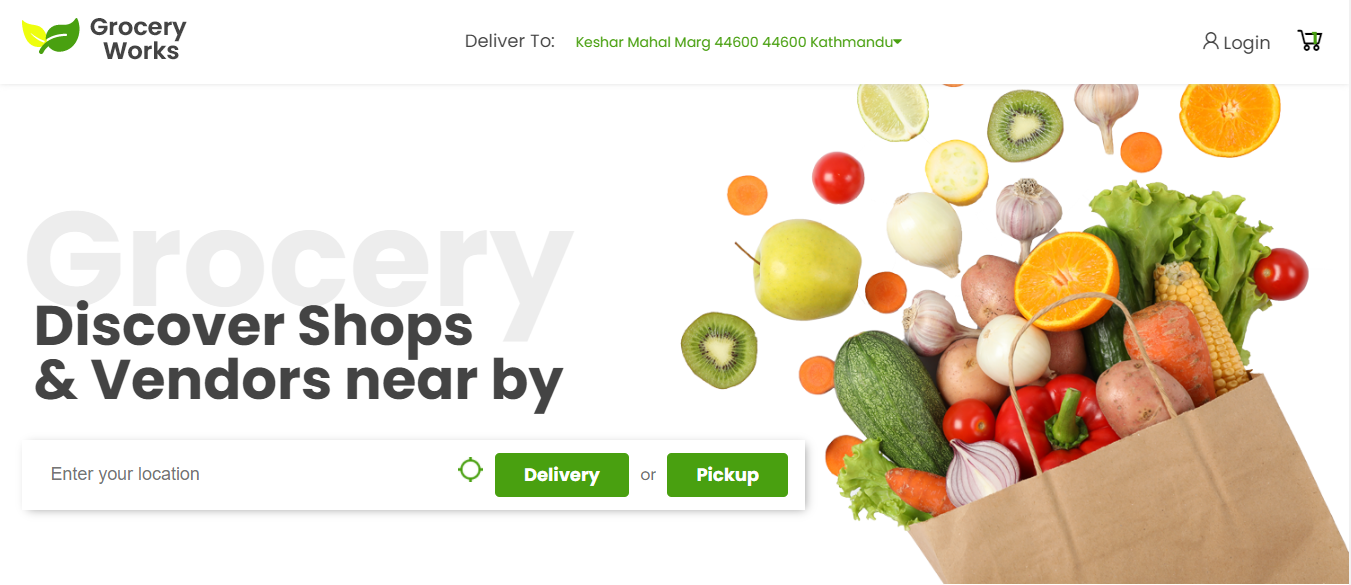 Grocery
Works
Deliver To: Keshar Mahal Marg 44600 44600 Kathmandu
Login
Grocery
Discover Shops
& Vendors near by
Enter your location
Delivery or Pickup